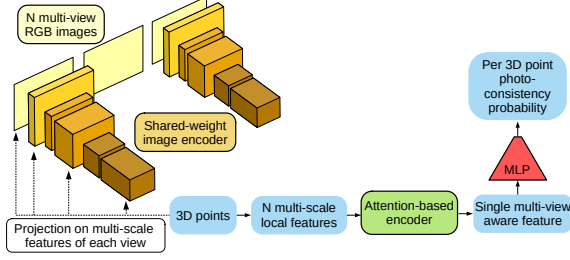 N multi-view
RGB images
Shared-weight
image encoder
Per 3D point
photo-
consistency
probability
MLP
3D points
N multi-scale
local features
Attention-based
encoder
Single multi-view
aware feature
Projection on multi-scale
features of each view